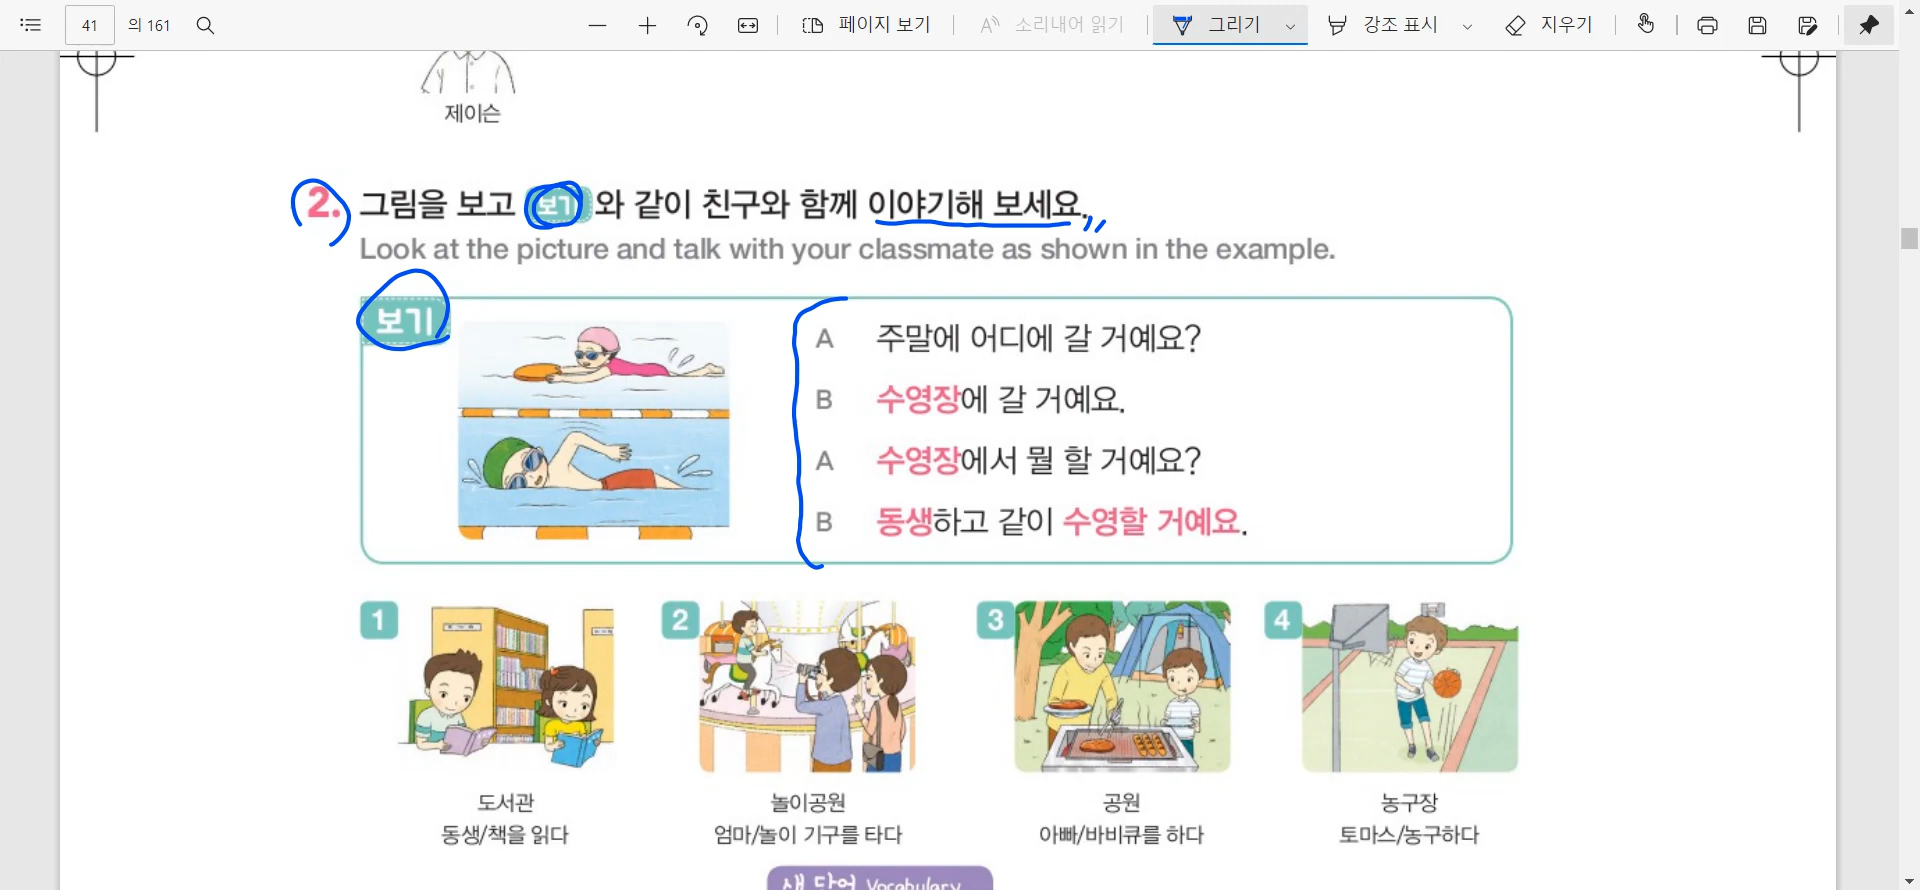 41
의 161
페이지 보기
소리내어 읽기
그리기
강조 표시
지우기
제이슨
2. 그림을 보고 보기 와 같이 친구와 함께 이야기해 보세요.
Look at the picture and talk with your classmate as shown in the example.
보기
A 주말에 어디에 갈 거예요?
B 수영장에 갈 거예요.
A 수영장에서 뭘 할 거예요?
B 동생하고 같이 수영할 거예요.
1
도서관
동생/책을 읽다
2
놀이공원
엄마/놀이 기구를 타다
3
공원
아빠/바비큐를 하다
4
농구장
토마스/농구하다
새 단어 Vocabulary